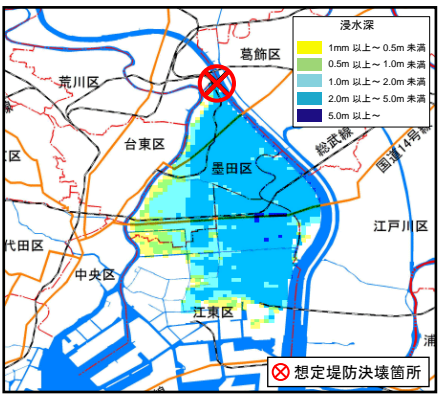 浸水深
1mm 以上～ 0.5m 未満
0.5m 以上～ 1.0m 未満
1.0m 以上～ 2.0m 未満
2.0m 以上～ 5.0m 未満
5.0m 以上～
葛飾区
荒川区
台東区
総武線
国道14号線
墨田区
区
江戸川区
代田区
中央区
江東区
浦
想定堤防決壊箇所